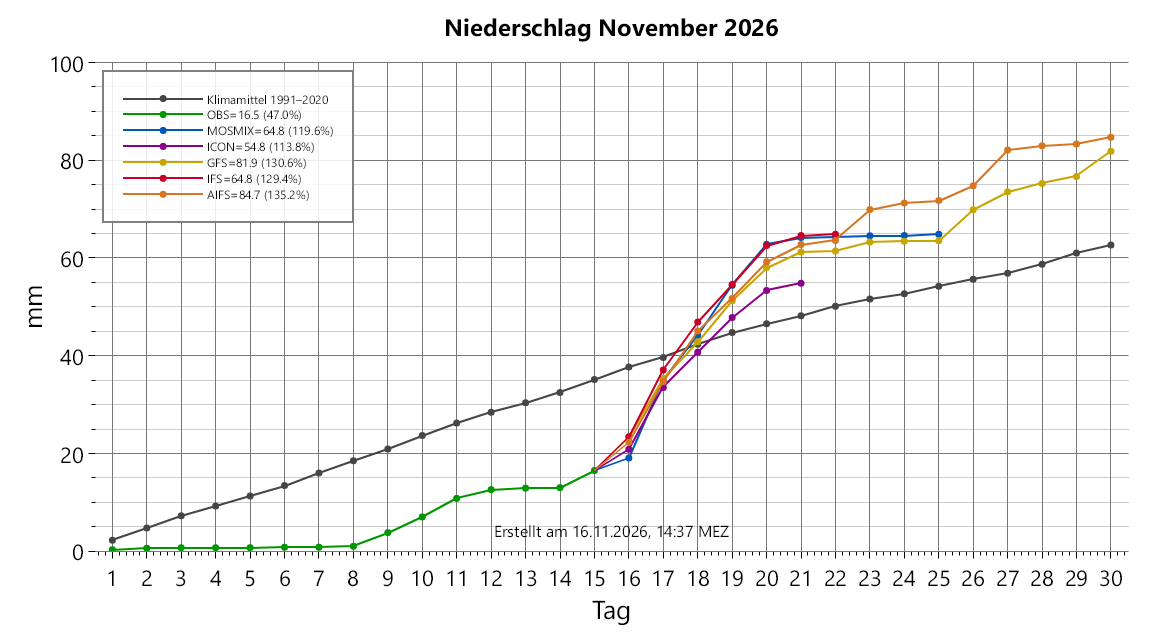 Niederschlag November 2026
100
80
60
40
20
0
mm
Klimamittel 1991–2020
OBS=16.5 (47.0%)
MOSMIX=64.8 (119.6%)
ICON=54.8 (113.8%)
GFS=81.9 (130.6%)
IFS=64.8 (129.4%)
AIFS=84.7 (135.2%)
Erstellt am 16.11.2026, 14:37 MEZ
1 2 3 4 5 6 7 8 9 10 11 12 13 14 15 16 17 18 19 20 21 22 23 24 25 26 27 28 29 30
Tag